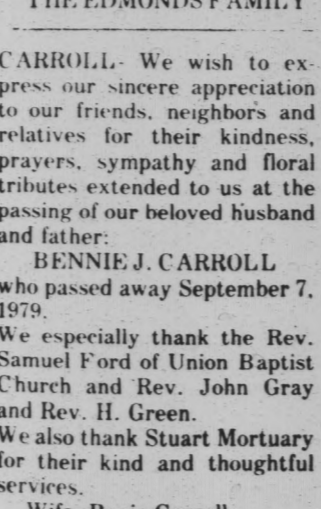 THE EDMONDS FAMILY
CARROLL- We wish to ex-
press our sincere appreciation
to our friends, neighbors and
relatives for their kindness,
prayers, sympathy and floral
tributes extended to us at the
passing of our beloved husband
and father:
BENNIE J. CARROLL
who passed away September 7,
1979.
We especially thank the Rev.
Samuel Ford of Union Baptist
Church and Rev. John Gray
and Rev. H. Green.
We also thank Stuart Mortuary
for their kind and thoughtful
services.